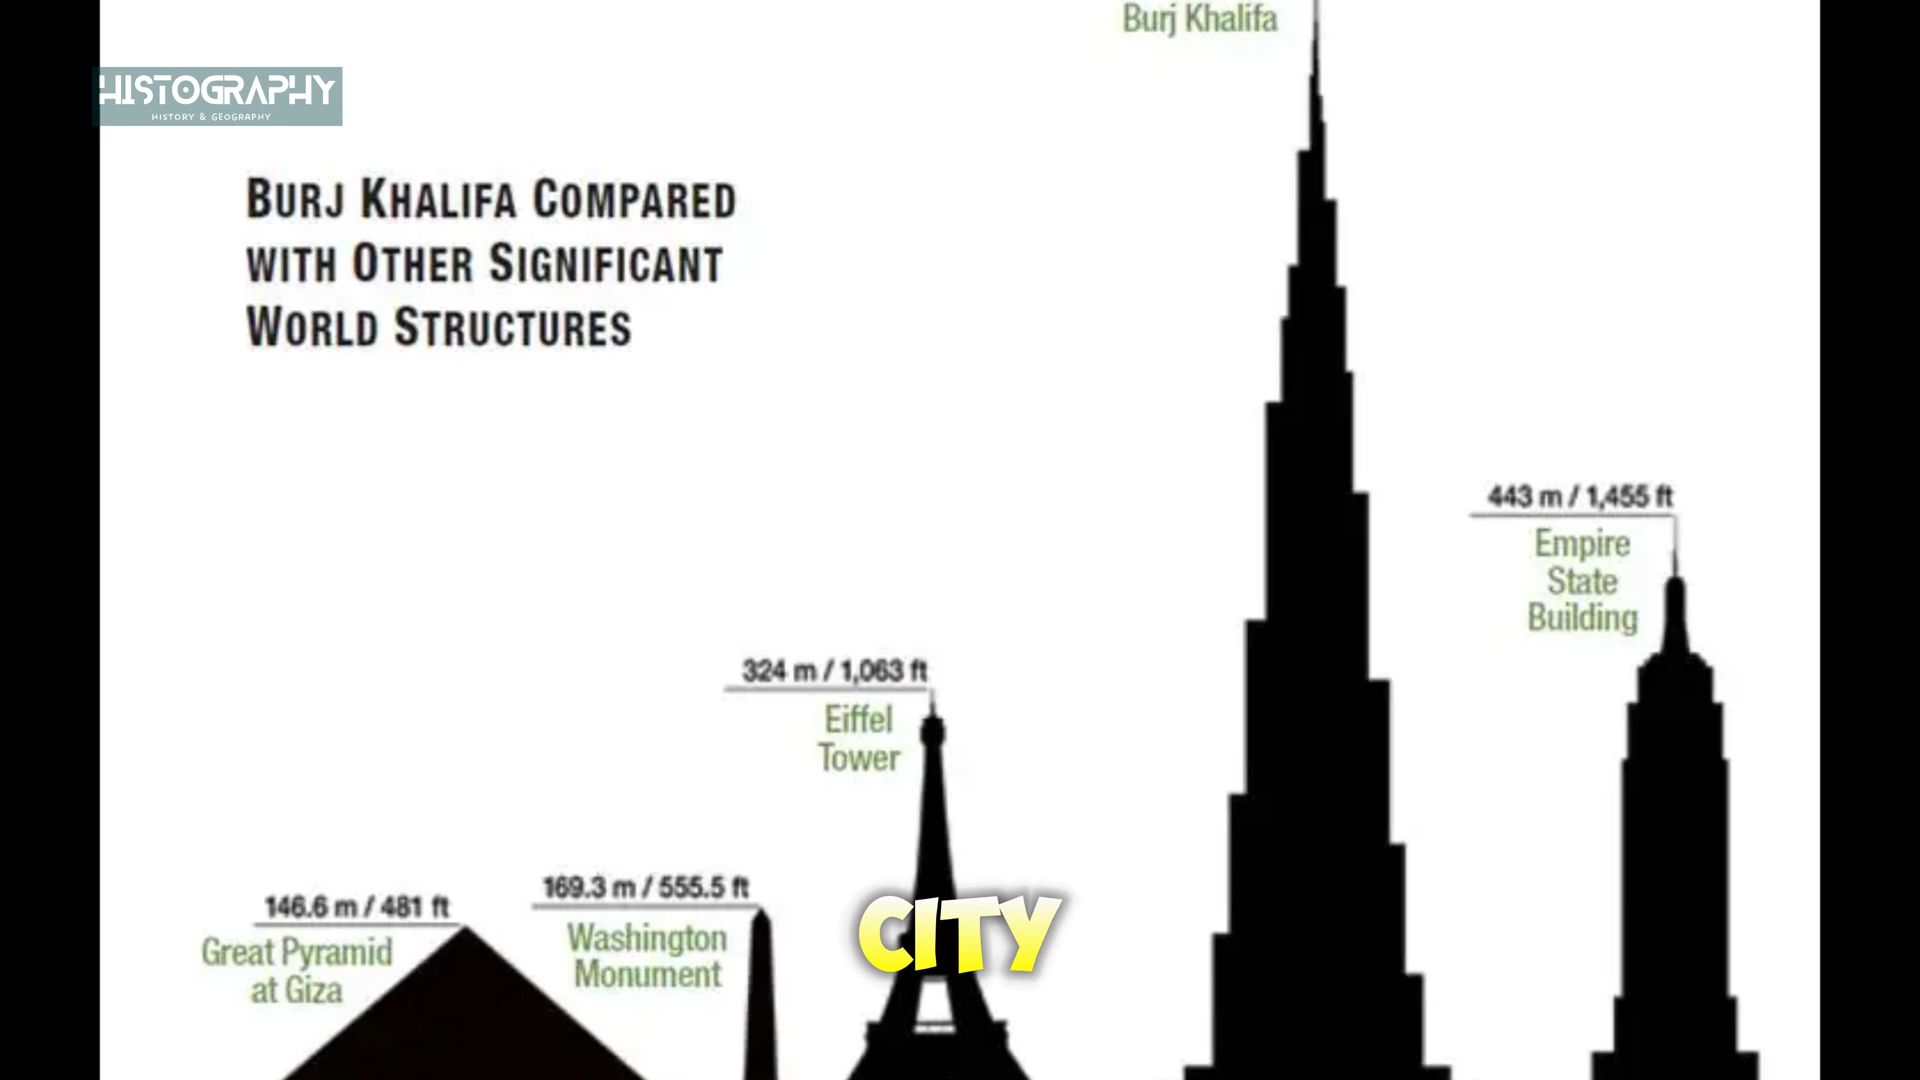 Burj Khalifa
HISTOGRAPHY
HISTORY & GEOGRAPHY
BURJ KHALIFA COMPARED
WITH OTHER SIGNIFICANT
WORLD STRUCTURES
443 m / 1,455 ft
Empire
State
Building
324 m / 1,063 ft
Eiffel
Tower
146.6 m / 481 ft
Great Pyramid
at Giza
169.3 m / 555.5 ft
Washington
Monument
CITY